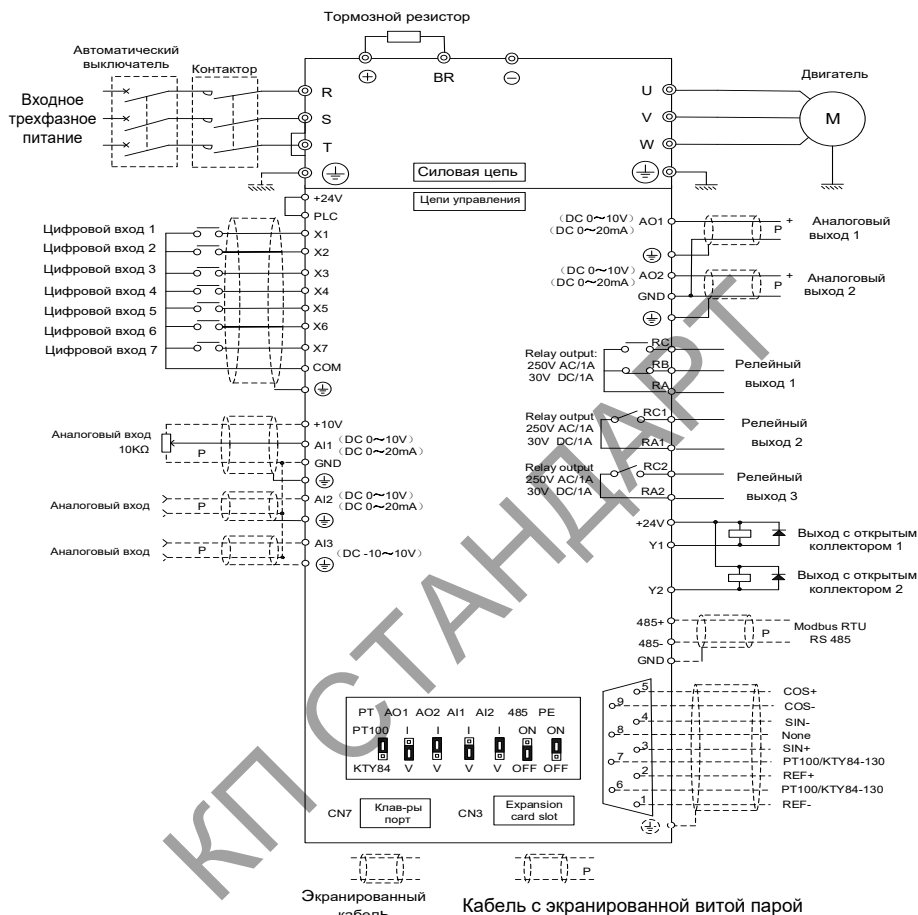 Тормозной резистор
Автоматический
выключатель
Контактор
Входное
трехфазное
питание
BR
R
S
T
U
V
W
Двигатель
M
Силовая цепь
Цепи управления
+24V
PLC
Цифровой вход 1
X1
Цифровой вход 2
X2
Цифровой вход 3
X3
Цифровой вход 4
X4
Цифровой вход 5
X5
Цифровой вход 6
X6
Цифровой вход 7
X7
COM
(DC 0~10V) AO1
(DC 0~20mA)
+
P
Аналоговый
выход 1
(DC 0~10V) AO2
(DC 0~20mA)
GND
+
P
Аналоговый
выход 2
Relay output:
250V AC/1A
30V DC/1A
RC
RB
RA
Релейный
выход 1
Relay output
250V AC/1A
30V DC/1A
RC1
RA1
Релейный
выход 2
Relay output
250V AC/1A
30V DC/1A
RC2
RA2
Релейный
выход 3
+10V
Аналоговый вход
10KΩ
P
AI1
(DC 0~10V)
(DC 0~20mA)
GND
Аналоговый вход
P
AI2
(DC 0~10V)
(DC 0~20mA)
Аналоговый вход
P
AI3
(DC -10~10V)
+24V
Y1
Выход с открытым
коллектором 1
Y2
Выход с открытым
коллектором 2
485+
485-
GND
P
Modbus RTU
RS 485
5
COS+
9
COS-
4
SIN-
8
None
3
SIN+
7
PT100/KTY84-130
2
REF+
6
PT100/KTY84-130
1
REF-
PT AO1 AO2 AI1 AI2 485 PE
PT100 I I I I ON ON
KTY84 V V V V OFF OFF
CN7
Клав-ры
порт
CN3
Expansion
card slot
Экранированный
кабель
P
Кабель с экранированной витой парой
КП СТАНДАРТ